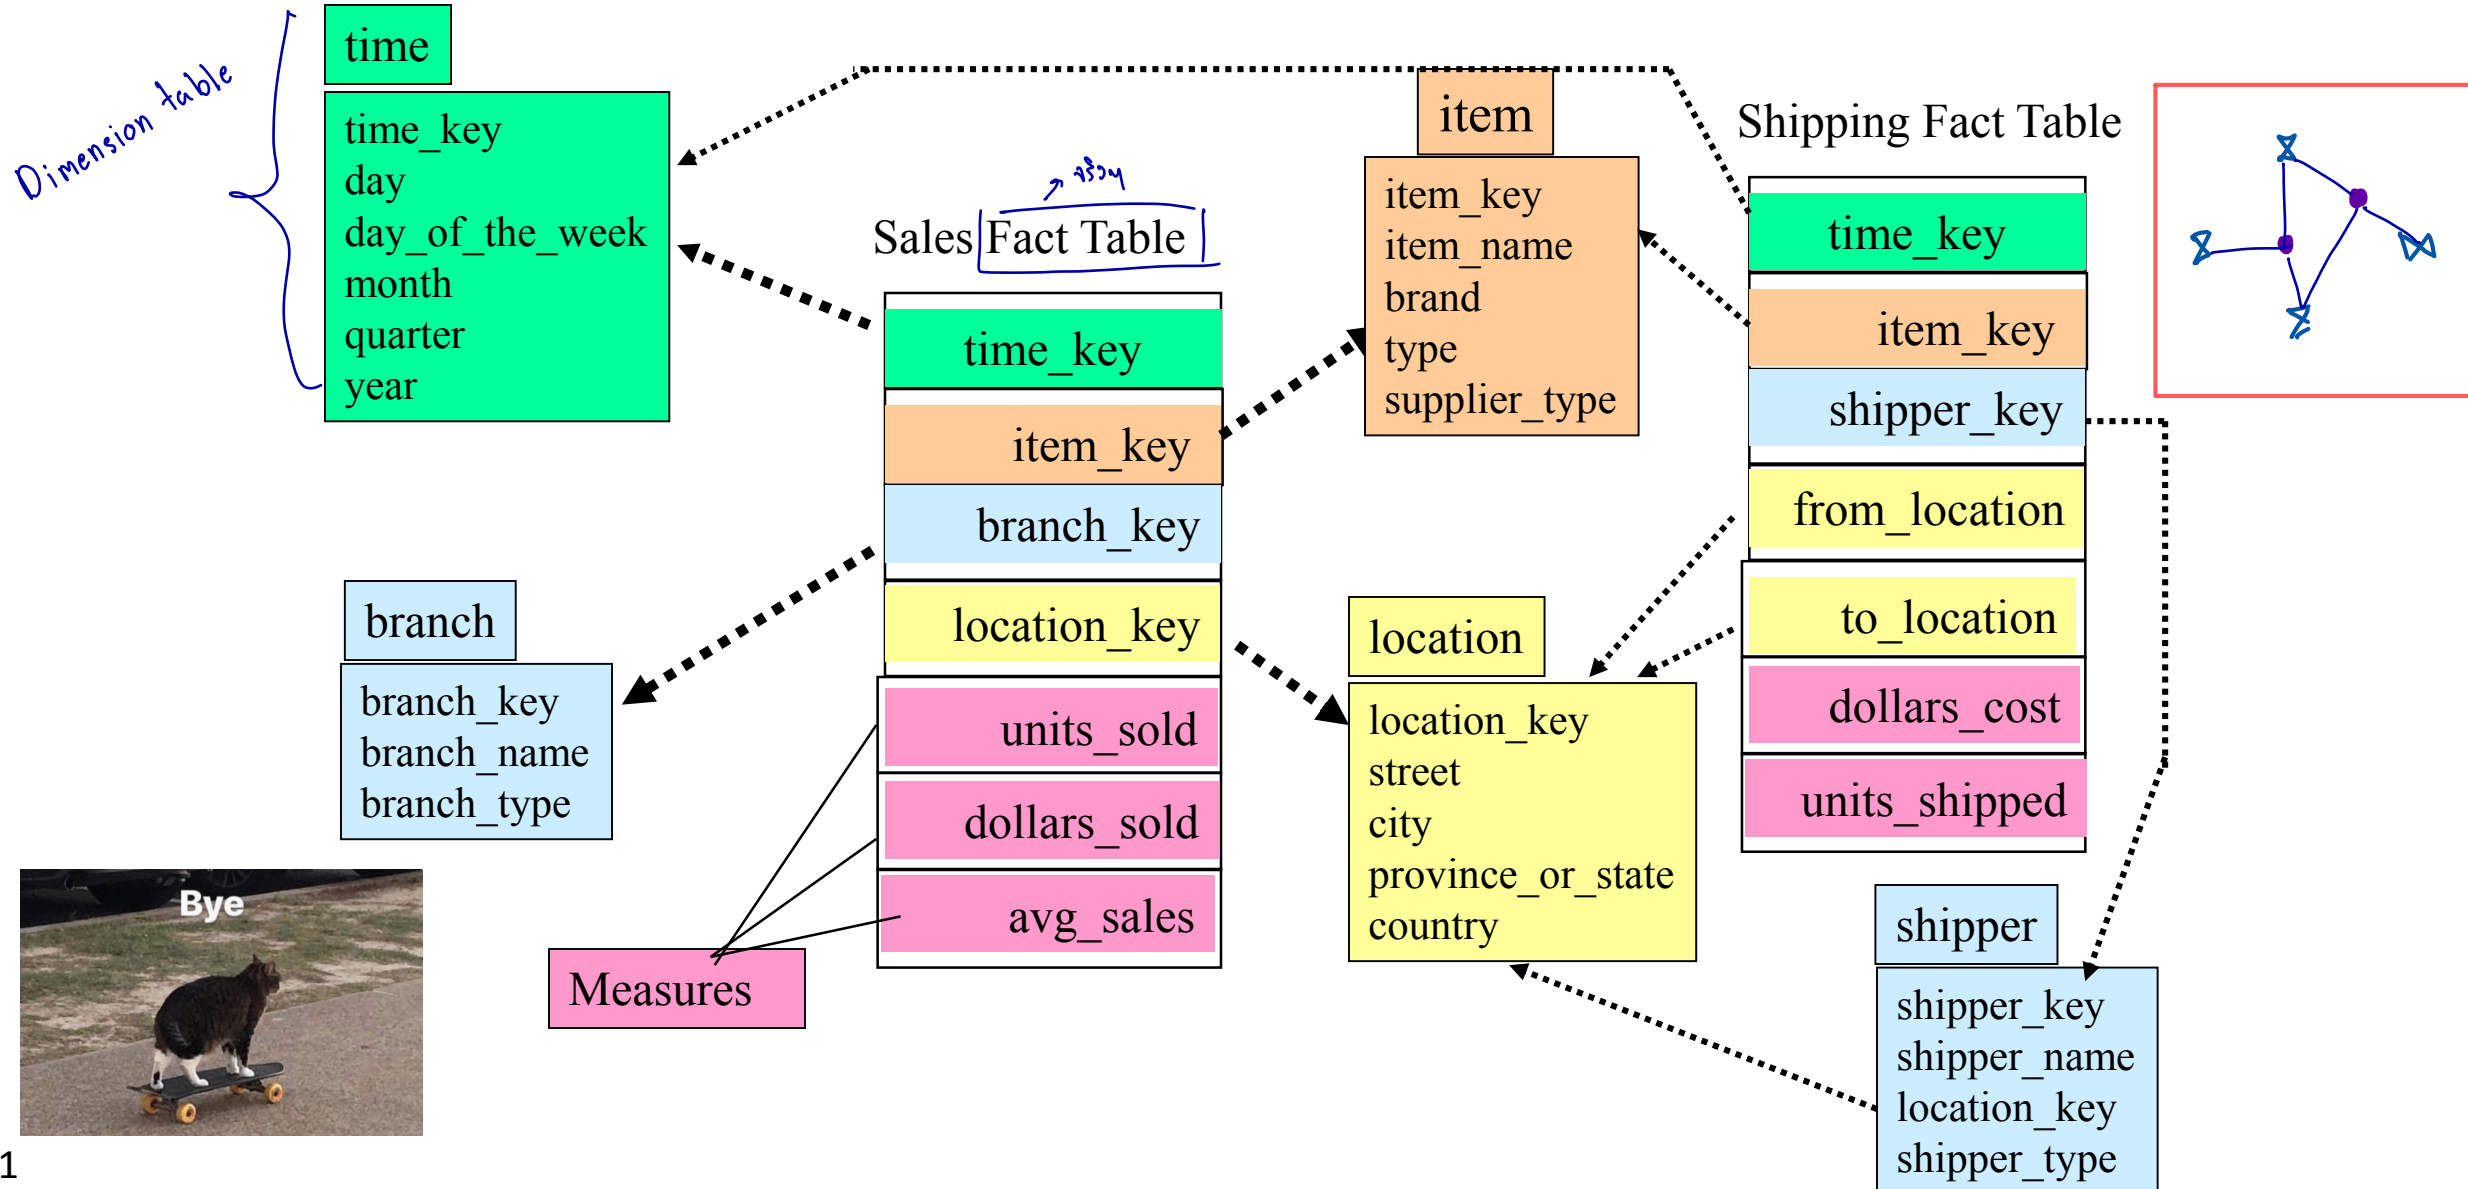 time
time_key
day
day_of_the_week
month
quarter
year
Dimension table
item
item_key
item_name
brand
type
supplier_type
Shipping Fact Table
time_key
item_key
shipper_key
from_location
to_location
dollars_cost
units_shipped
Sales Fact Table
time_key
item_key
branch_key
location_key
units_sold
dollars_sold
avg_sales
branch
branch_key
branch_name
branch_type
location
location_key
street
city
province_or_state
country
shipper
shipper_key
shipper_name
location_key
shipper_type
Measures
Bye
1